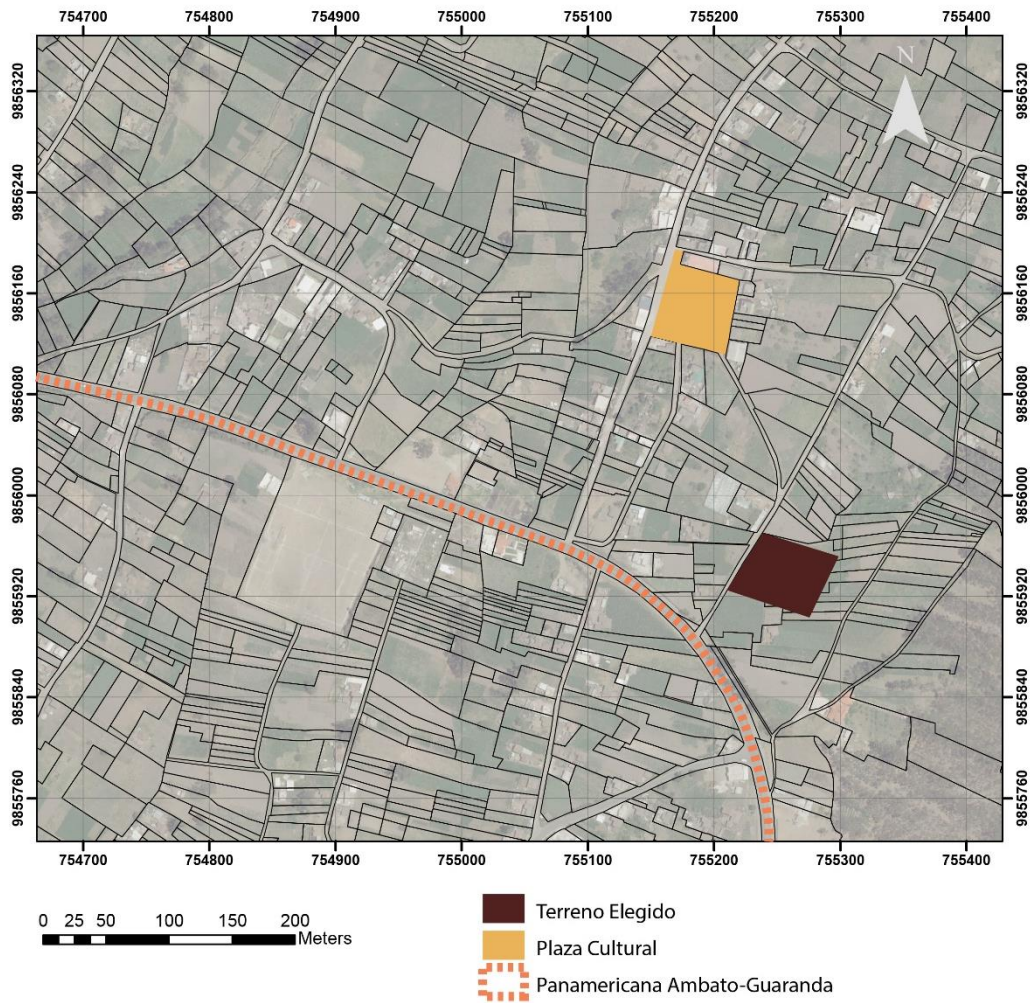 754700 754800 754900 755000 755100 755200 755300 755400
N
9856320 9856320
9856240 9856240
9856160 9856160
9856080 9856080
9856000 9856000
9855920 9855920
9855840 9855840
9855760 9855760
754700 754800 754900 755000 755100 755200 755300 755400
0 25 50 100 150 200
Meters
Terreno Elegido
Plaza Cultural
Panamericana Ambato-Guaranda